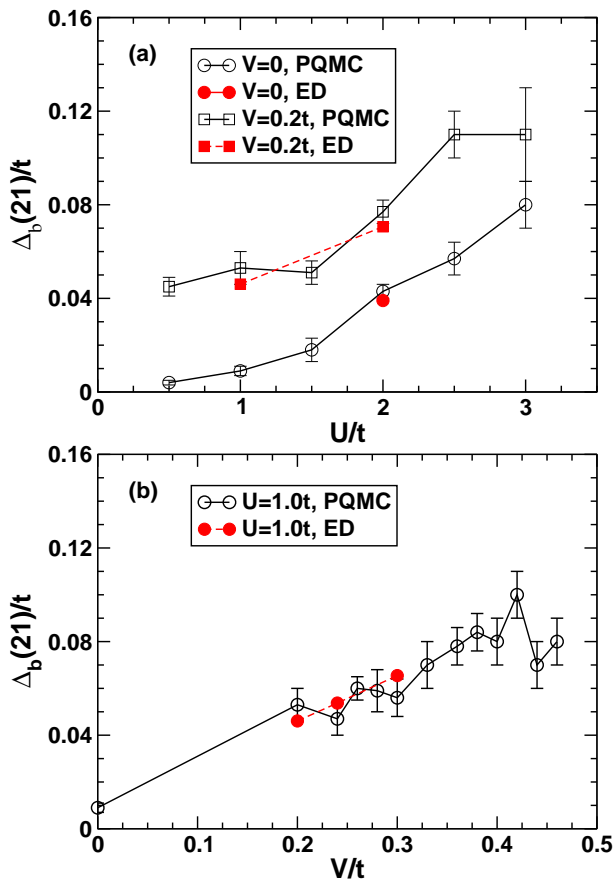 0.16
(a)
V=0, PQMC
V=0, ED
V=0.2t, PQMC
V=0.2t, ED
0.12
0.08
0.04
0
Δb(21)/t
0 1 2 3
U/t
0.16
(b)
U=1.0t, PQMC
U=1.0t, ED
0.12
0.08
0.04
0
Δb(21)/t
0 0.1 0.2 0.3 0.4 0.5
V/t